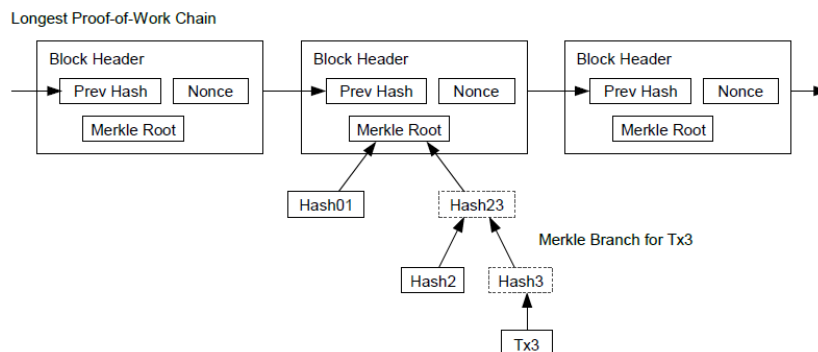 Longest Proof-of-Work Chain
Block Header
Prev Hash
Nonce
Merkle Root
Block Header
Prev Hash
Nonce
Merkle Root
Block Header
Prev Hash
Nonce
Merkle Root
Hash01
Hash23
Merkle Branch for Tx3
Hash2
Hash3
Tx3